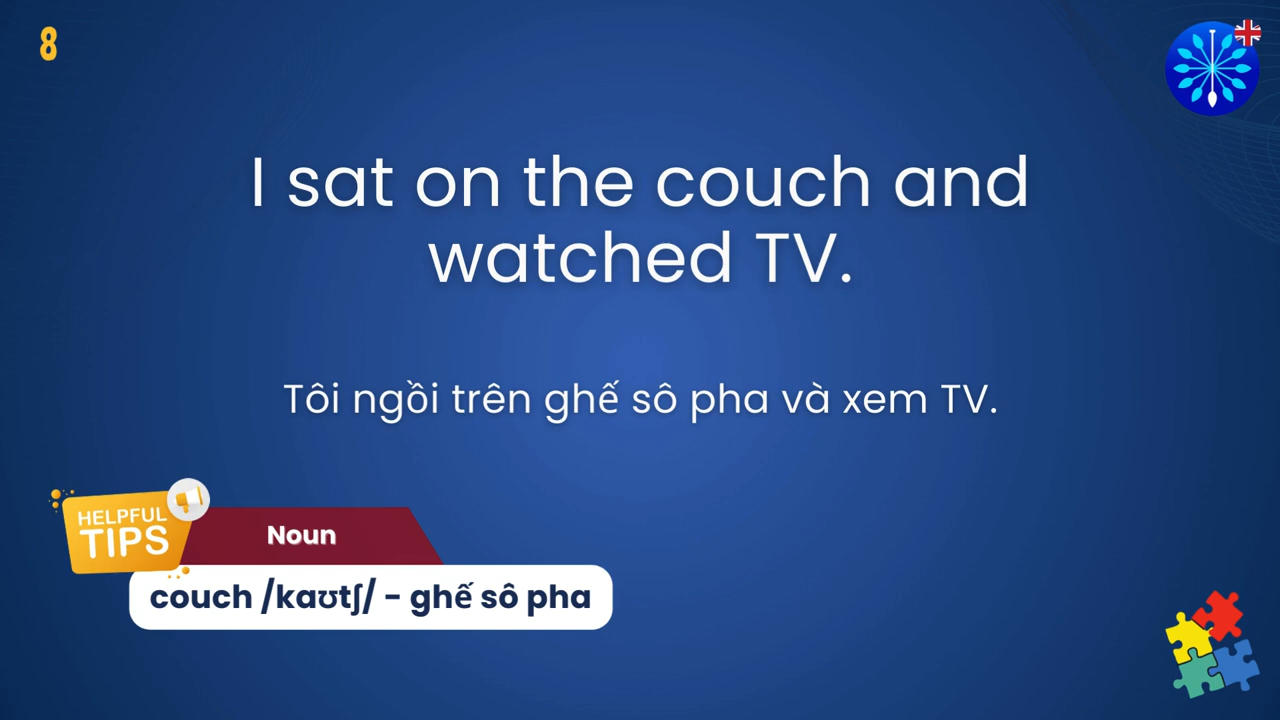 8
I sat on the couch and
watched TV.
Tôi ngồi trên ghế sô pha và xem TV.
HELPFUL
TIPS
Noun
couch /kaʊtʃ/ - ghế sô pha